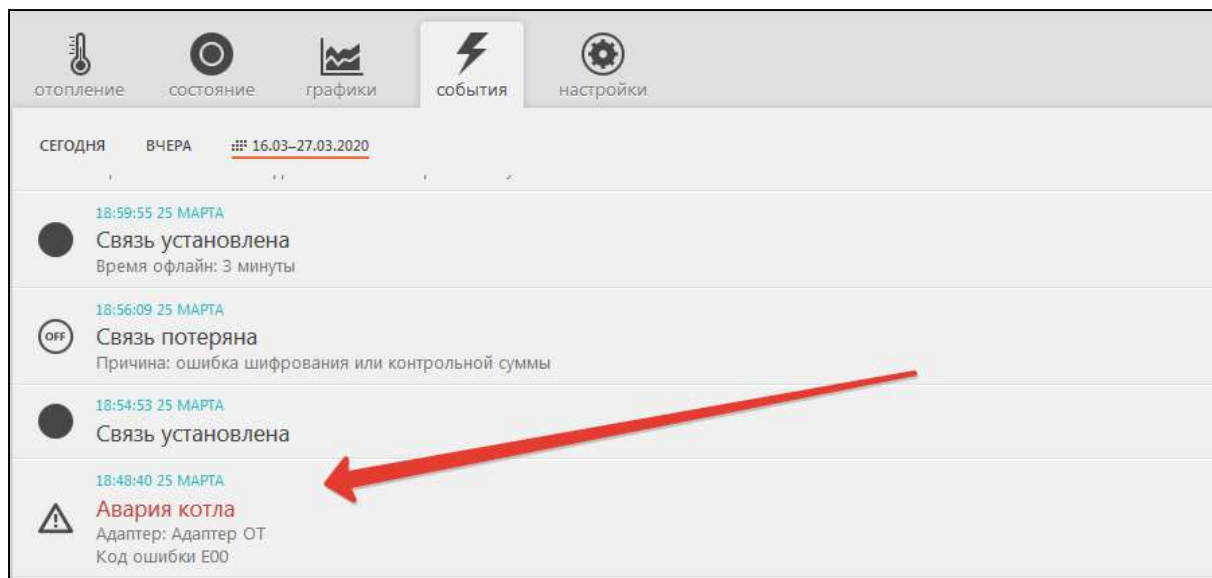 отопление
состояние
графики
события
настройки
СЕГОДНЯ
ВЧЕРА
16.03–27.03.2020
18:59:55 25 МАРТА
Связь установлена
Время офлайн: 3 минуты
18:56:09 25 МАРТА
OFF
Связь потеряна
Причина: ошибка шифрования или контрольной суммы
18:54:53 25 МАРТА
Связь установлена
18:48:40 25 МАРТА
Авария котла
Адаптер: Адаптер ОТ
Код ошибки E00